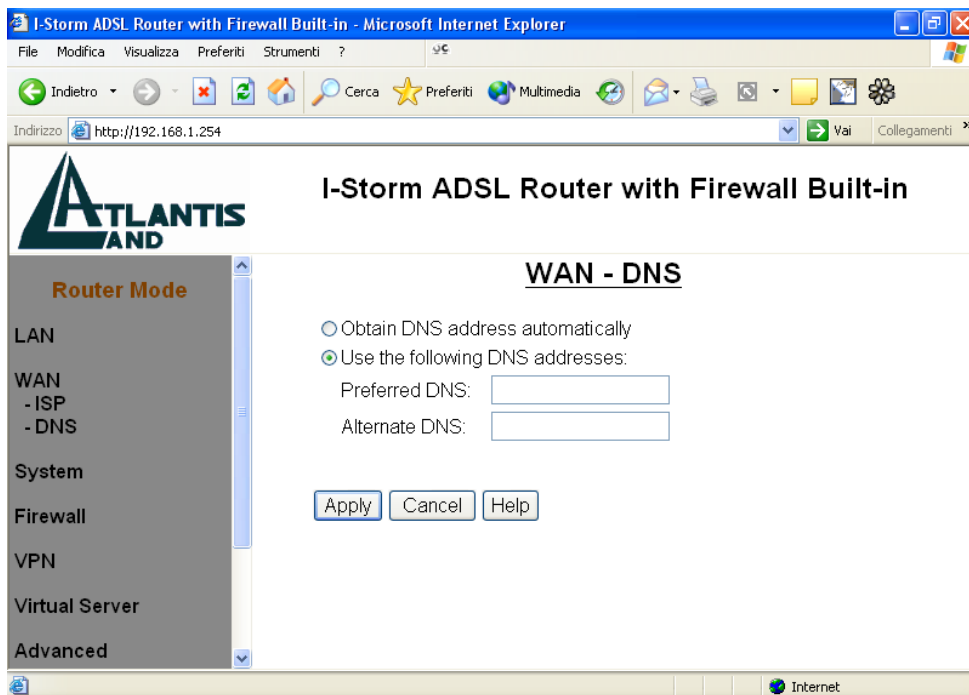 I-Storm ADSL Router with Firewall Built-in - Microsoft Internet Explorer
File Modifica Visualizza Preferiti Strumenti ?
Indietro Cerca Preferiti Multimedia
Indirizzo http://192.168.1.254 Vai Collegamenti »
ATLANTIS
LAND
I-Storm ADSL Router with Firewall Built-in
Router Mode
LAN
WAN
- ISP
- DNS
System
Firewall
VPN
Virtual Server
Advanced
WAN - DNS
Obtain DNS address automatically
Use the following DNS addresses:
Preferred DNS:
Alternate DNS:
Apply Cancel Help
Internet